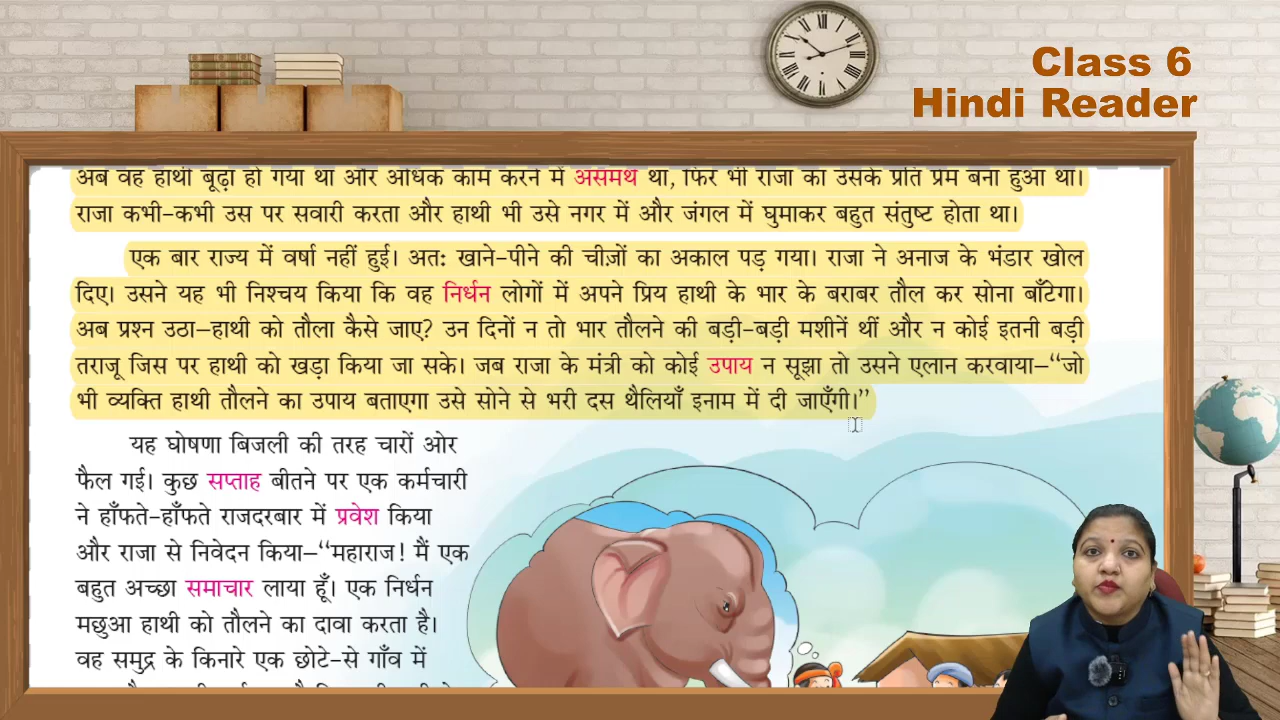 Class 6
Hindi Reader
अब वह हाथी बूढ़ा हो गया था और अधिक काम करने में असमर्थ था, फिर भी राजा का उसके प्रति प्रेम बना हुआ था।
राजा कभी-कभी उस पर सवारी करता और हाथी भी उसे नगर में और जंगल में घुमाकर बहुत संतुष्ट होता था।
एक बार राज्य में वर्षा नहीं हुई। अतः खाने-पीने की चीज़ों का अकाल पड़ गया। राजा ने अनाज के भंडार खोल
दिए। उसने यह भी निश्चय किया कि वह निर्धन लोगों में अपने प्रिय हाथी के भार के बराबर तौल कर सोना बाँटेगा।
अब प्रश्न उठा–हाथी को तौला कैसे जाए? उन दिनों न तो भार तौलने की बड़ी-बड़ी मशीनें थीं और न कोई इतनी बड़ी
तराजू जिस पर हाथी को खड़ा किया जा सके। जब राजा के मंत्री को कोई उपाय न सूझा तो उसने एलान करवाया–“जो
भी व्यक्ति हाथी तौलने का उपाय बताएगा उसे सोने से भरी दस थैलियाँ इनाम में दी जाएँगी।”
यह घोषणा बिजली की तरह चारों ओर
फैल गई। कुछ सप्ताह बीतने पर एक कर्मचारी
ने हाँफते-हाँफते राजदरबार में प्रवेश किया
और राजा से निवेदन किया–“महाराज! मैं एक
बहुत अच्छा समाचार लाया हूँ। एक निर्धन
मछुआ हाथी को तौलने का दावा करता है।
वह समुद्र के किनारे एक छोटे-से गाँव में